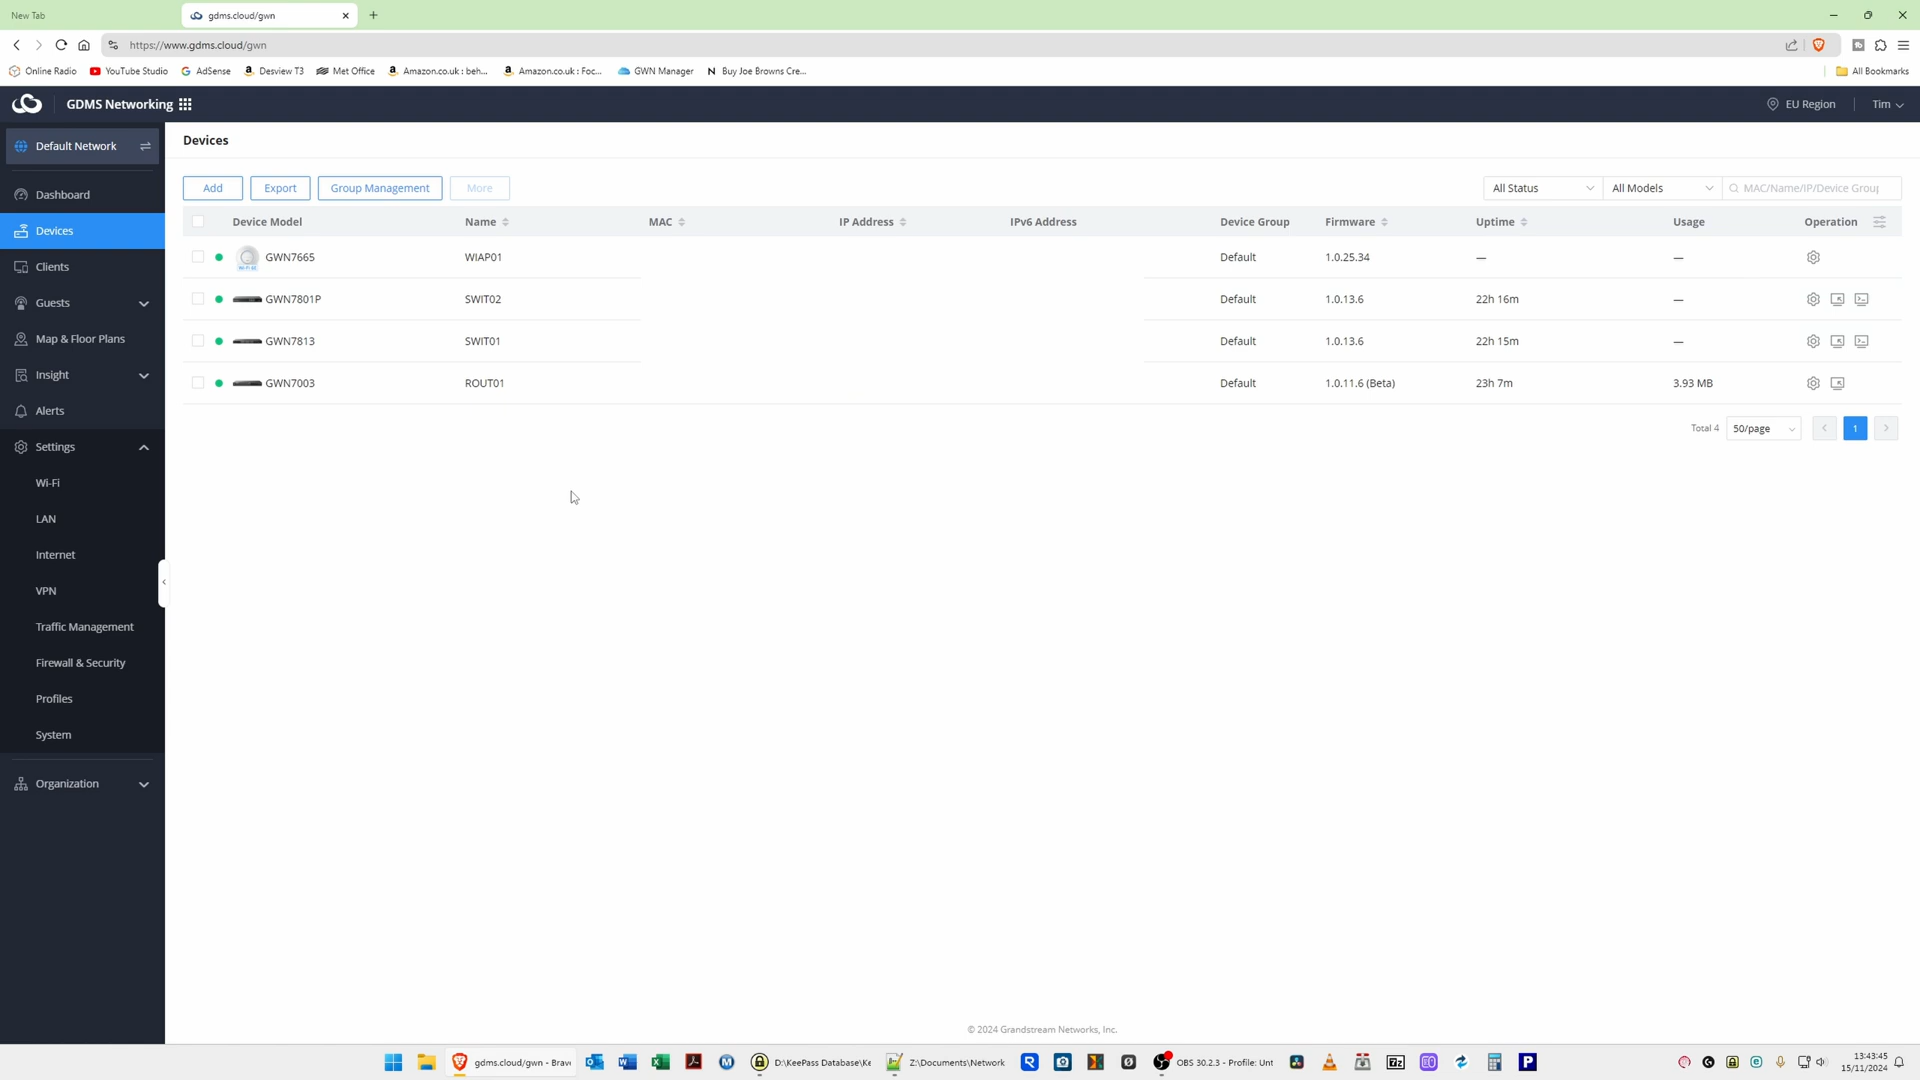 New Tab
gdms.cloud/gwn
https://www.gdms.cloud/gwn
Online Radio YouTube Studio AdSense Desview T3 Met Office Amazon.co.uk : beh... Amazon.co.uk : Foc... GWN Manager Buy Joe Browns Cre... All Bookmarks
GDMS Networking EU Region Tim
Default Network
Dashboard
Devices
Clients
Guests
Map & Floor Plans
Insight
Alerts
Settings
Wi-Fi
LAN
Internet
VPN
Traffic Management
Firewall & Security
Profiles
System
Organization
Devices
Add Export Group Management More All Status All Models MAC/Name/IP/Device Group
Device Model Name MAC IP Address IPv6 Address Device Group Firmware Uptime Usage Operation
GWN7665 WIAP01 Default 1.0.25.34 — —
GWN7801P SWIT02 Default 1.0.13.6 22h 16m —
GWN7813 SWIT01 Default 1.0.13.6 22h 15m —
GWN7003 ROUT01 Default 1.0.11.6 (Beta) 23h 7m 3.93 MB
Total 4 50/page 1
© 2024 Grandstream Networks, Inc.
gdms.cloud/gwn - Brav D:\KeePass Database\Ke Z:\Documents\Network OBS 30.2.3 - Profile: Unt
13:43:45
15/11/2024